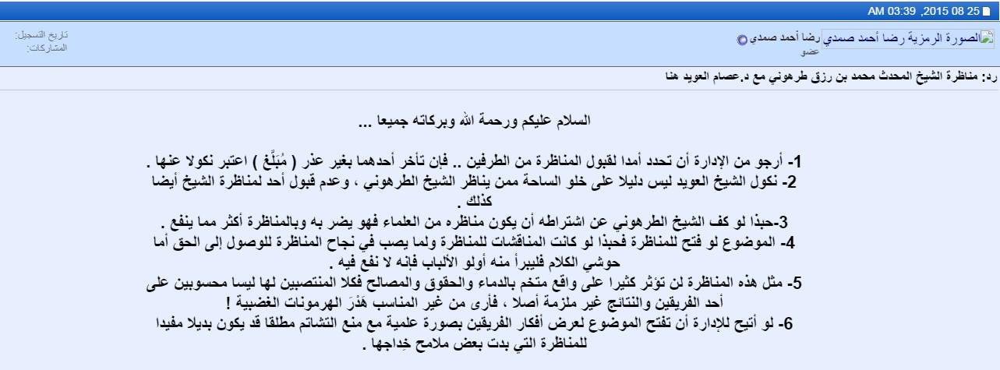 25 08 2015, 03:39 AM
الصورة الرمزية رضا أحمد صمدي
رضا أحمد صمدي
عضو
تاريخ التسجيل:
المشاركات:
رد: مناظرة الشيخ المحدث محمد بن رزق طرهوني مع د.عصام العويد هنا
السلام عليكم ورحمة الله وبركاته جميعا ...
1- أرجو من الإدارة أن تحدد أمدا لقبول المناظرة من الطرفين .. فإن تأخر أحدهما بغير عذر ( مُبَلَّغ ) اعتبر نكولا عنها .
2- نكول الشيخ العويد ليس دليلا على خلو الساحة ممن يناظر الشيخ الطرهوني ، وعدم قبول أحد لمناظرة الشيخ أيضا
كذلك .
3-حبذا لو كف الشيخ الطرهوني عن اشتراطه أن يكون مناظره من العلماء فهو يضر به وبالمناظرة أكثر مما ينفع .
4- الموضوع لو فتح للمناظرة فحبذا لو كانت المناقشات للمناظرة ولما يصب في نجاح المناظرة للوصول إلى الحق أما
حوشي الكلام فليبرأ منه أولو الألباب فإنه لا نفع فيه .
5- مثل هذه المناظرة لن تؤثر كثيرا على واقع متخم بالدماء والحقوق والمصالح فكلا المنتصبين لها ليسا محسوبين على
أحد الفريقين والنتائج غير ملزمة أصلا ، فأرى من غير المناسب هَدْرَ الهرمونات الغضبية !
6- لو أتيح للإدارة أن تفتح الموضوع لعرض أفكار الفريقين بصورة علمية مع منع التشاتم مطلقا قد يكون بديلا مفيدا
للمناظرة التي بدت بعض ملامح خِداجها .